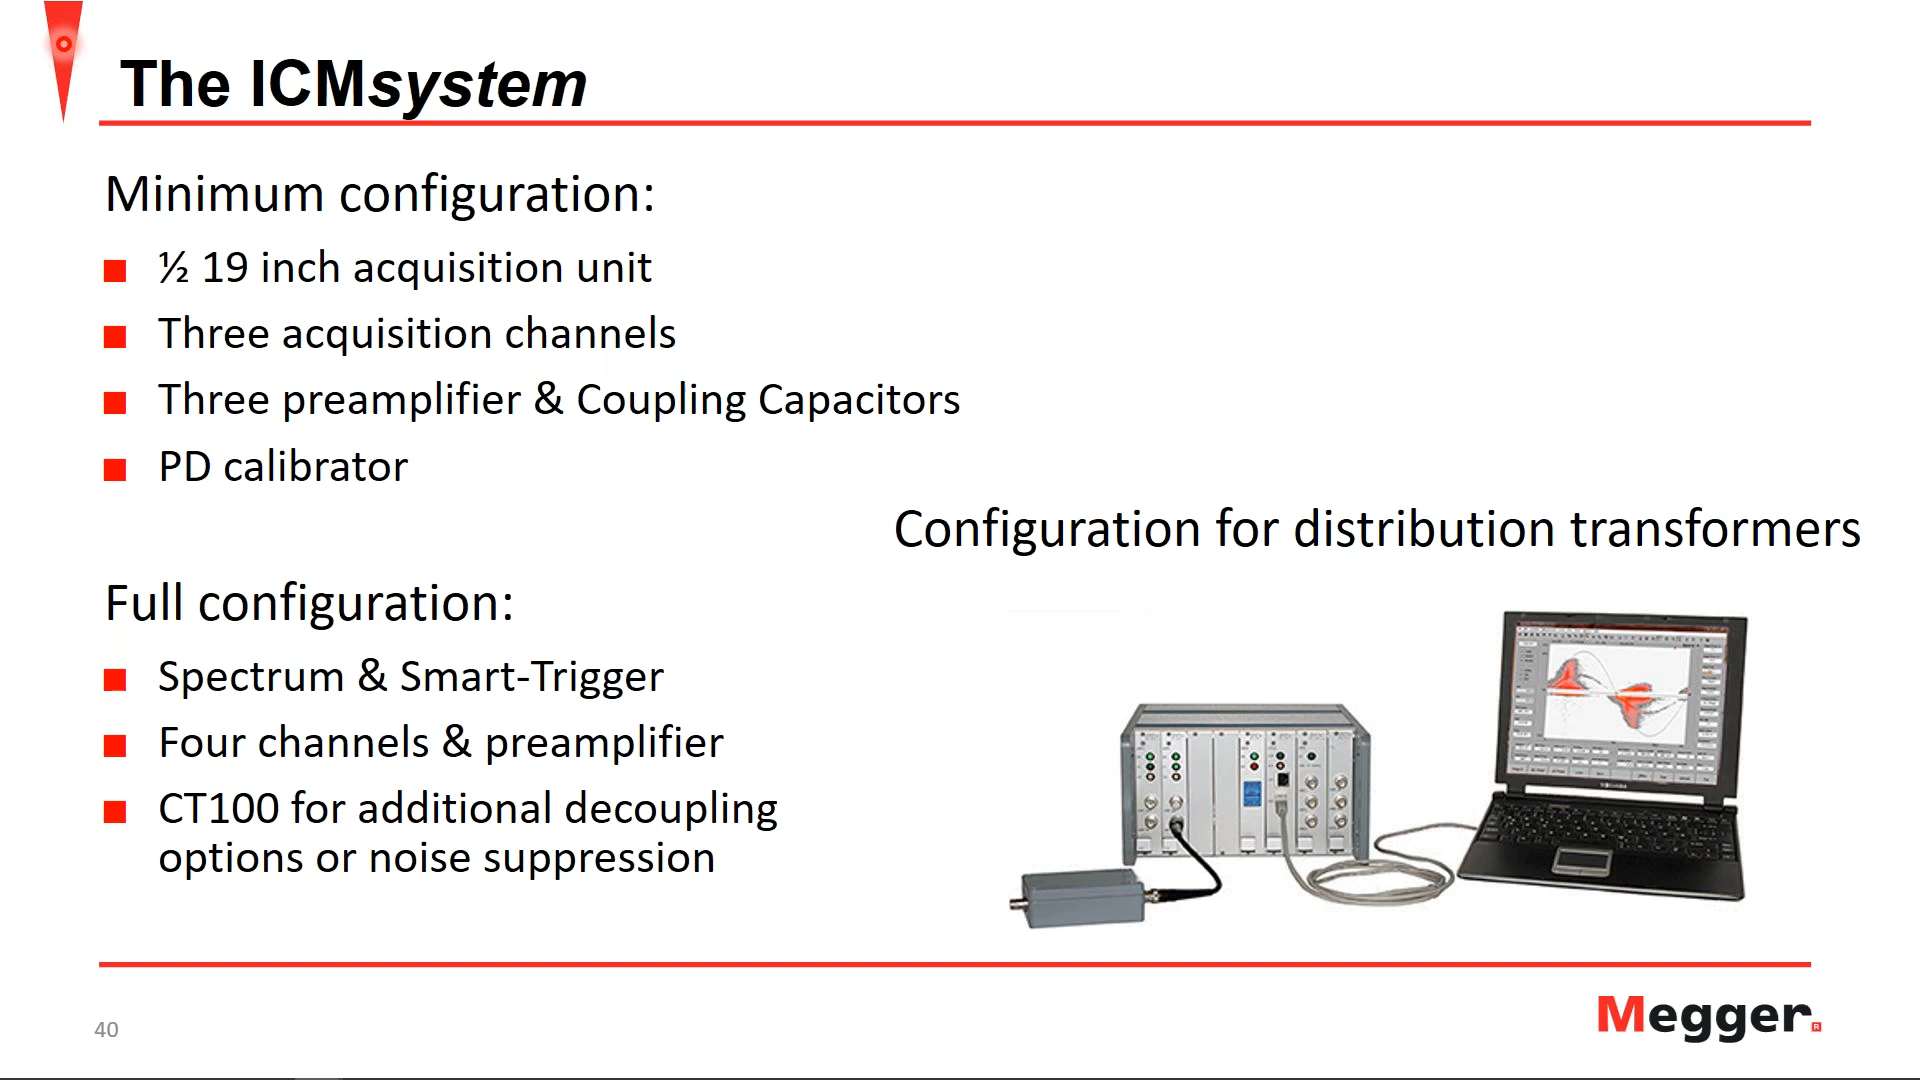 The ICMsystem
Minimum configuration:
½ 19 inch acquisition unit
Three acquisition channels
Three preamplifier & Coupling Capacitors
PD calibrator
Configuration for distribution transformers
Full configuration:
Spectrum & Smart-Trigger
Four channels & preamplifier
CT100 for additional decoupling
options or noise suppression
TOSHIBA
40
Megger